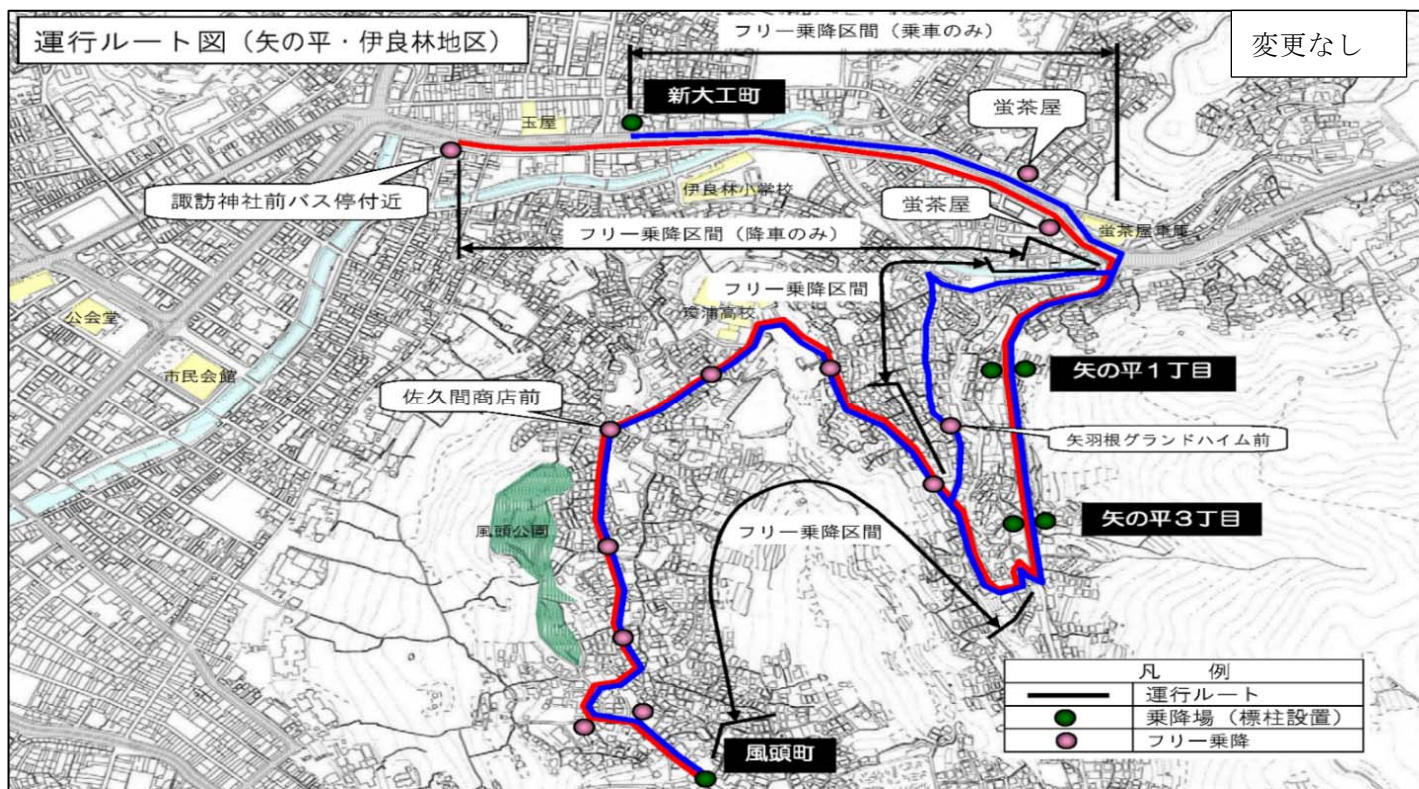 運行ルート図（矢の平・伊良林地区）
フリー乗降区間（乗車のみ）
変更なし
新大工町
玉屋
蛍茶屋
諏訪神社前バス停付近
伊良林小学校
蛍茶屋
蛍茶屋車庫
フリー乗降区間（降車のみ）
フリー乗降区間
公会堂
瓊浦高校
市民会館
矢の平１丁目
佐久間商店前
矢羽根グランドハイム前
風頭公園
フリー乗降区間
矢の平３丁目
凡　例
運行ルート
乗降場（標柱設置）
フリー乗降
風頭町